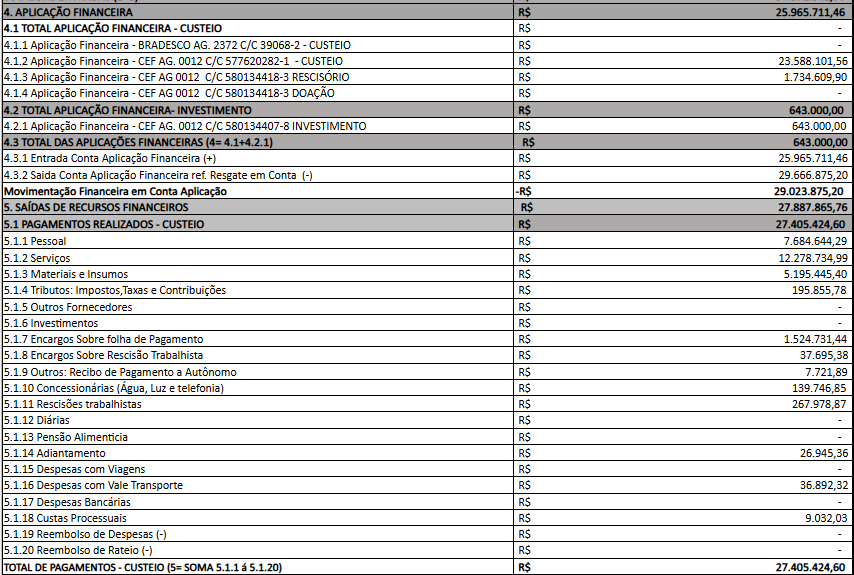 4. APLICAÇÃO FINANCEIRA R$ 25.965.711,46
4.1 TOTAL APLICAÇÃO FINANCEIRA - CUSTEIO R$ -
4.1.1 Aplicação Financeira - BRADESCO AG. 2372 C/C 39068-2 - CUSTEIO R$ -
4.1.2 Aplicação Financeira - CEF AG. 0012 C/C 577620282-1 - CUSTEIO R$ 23.588.101,56
4.1.3 Aplicação Financeira - CEF AG 0012 C/C 580134418-3 RESCISÓRIO R$ 1.734.609,90
4.1.4 Aplicação Financeira - CEF AG 0012 C/C 580134418-3 DOAÇÃO R$ -
4.2 TOTAL APLICAÇÃO FINANCEIRA- INVESTIMENTO R$ 643.000,00
4.2.1 Aplicação Financeira - CEF AG. 0012 C/C 580134407-8 INVESTIMENTO R$ 643.000,00
4.3 TOTAL DAS APLICAÇÕES FINANCEIRAS (4= 4.1+4.2.1) R$ 643.000,00
4.3.1 Entrada Conta Aplicação Financeira (+) R$ 25.965.711,46
4.3.2 Saida Conta Aplicação Financeira ref. Resgate em Conta (-) R$ 29.666.875,20
Movimentação Financeira em Conta Aplicação -R$ 29.023.875,20
5. SAÍDAS DE RECURSOS FINANCEIROS R$ 27.887.865,76
5.1 PAGAMENTOS REALIZADOS - CUSTEIO R$ 27.405.424,60
5.1.1 Pessoal R$ 7.684.644,29
5.1.2 Serviços R$ 12.278.734,99
5.1.3 Materiais e Insumos R$ 5.195.445,40
5.1.4 Tributos: Impostos,Taxas e Contribuições R$ 195.855,78
5.1.5 Outros Fornecedores R$ -
5.1.6 Investimentos R$ -
5.1.7 Encargos Sobre folha de Pagamento R$ 1.524.731,44
5.1.8 Encargos Sobre Rescisão Trabalhista R$ 37.695,38
5.1.9 Outros: Recibo de Pagamento a Autônomo R$ 7.721,89
5.1.10 Concessionárias (Água, Luz e telefonia) R$ 139.746,85
5.1.11 Rescisões trabalhistas R$ 267.978,87
5.1.12 Diárias R$ -
5.1.13 Pensão Alimenticia R$ -
5.1.14 Adiantamento R$ 26.945,36
5.1.15 Despesas com Viagens R$ -
5.1.16 Despesas com Vale Transporte R$ 36.892,32
5.1.17 Despesas Bancárias R$ -
5.1.18 Custas Processuais R$ 9.032,03
5.1.19 Reembolso de Despesas (-) R$ -
5.1.20 Reembolso de Rateio (-) R$ -
TOTAL DE PAGAMENTOS - CUSTEIO (5= SOMA 5.1.1 á 5.1.20) R$ 27.405.424,60